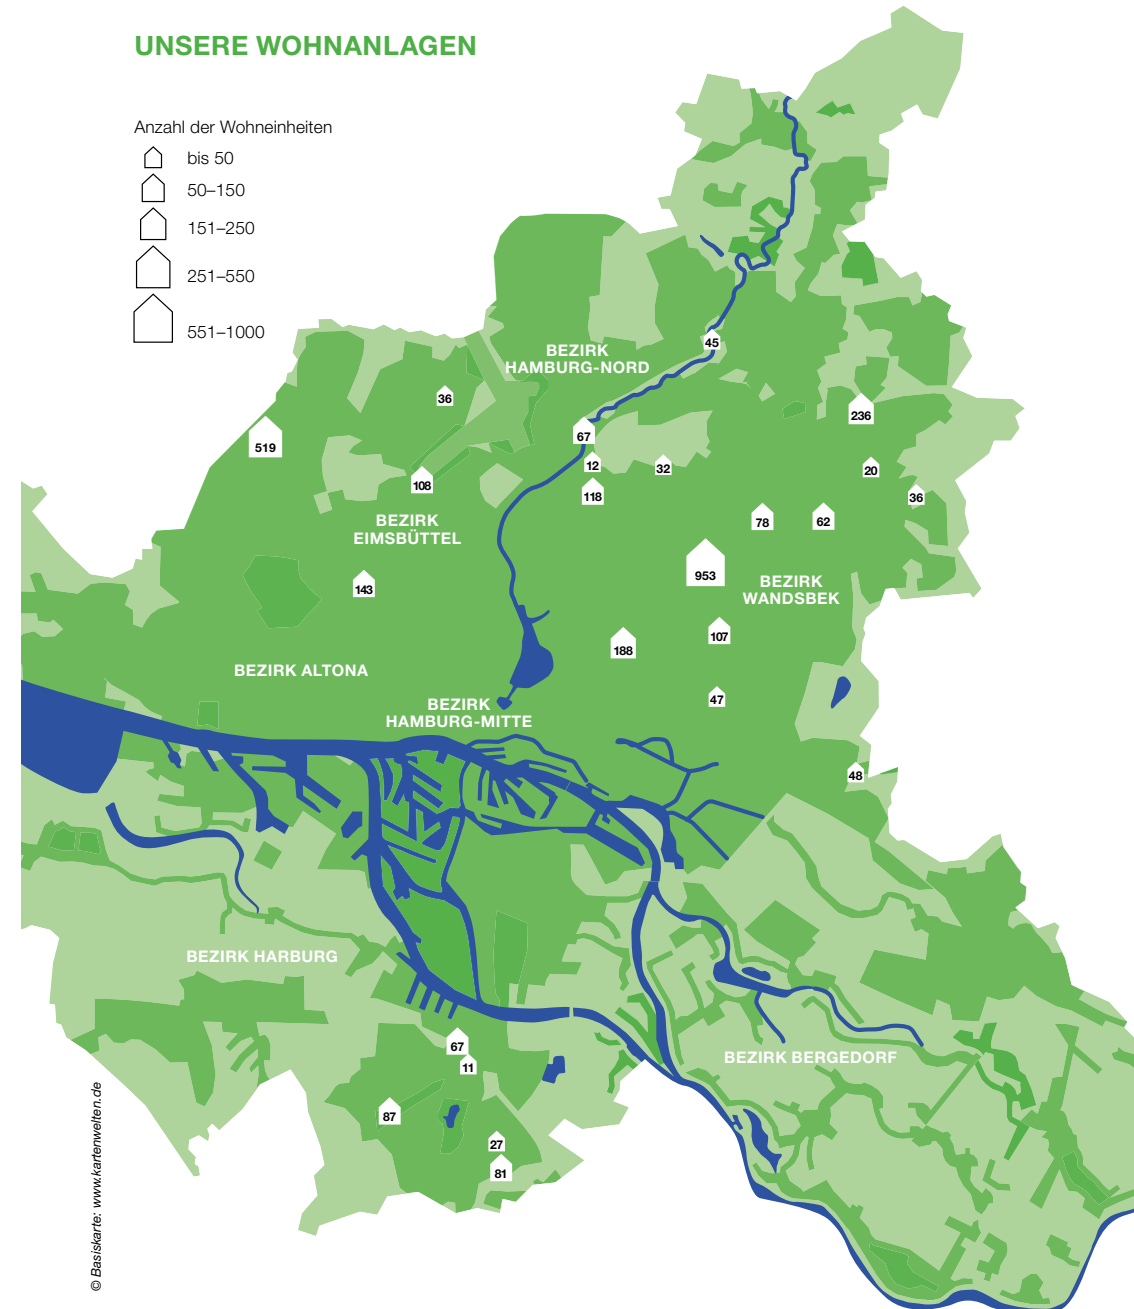 UNSERE WOHNANLAGEN
Anzahl der Wohneinheiten
bis 50
50–150
151–250
251–550
551–1000
45
BEZIRK
HAMBURG-NORD
36
236
519
67
12
32
20
108
118
36
78
62
BEZIRK
EIMSBÜTTEL
953
143
BEZIRK
WANDSBEK
107
188
BEZIRK ALTONA
47
BEZIRK
HAMBURG-MITTE
48
BEZIRK HARBURG
67
BEZIRK BERGEDORF
11
87
27
81
© Basiskarte: www.kartenwelten.de